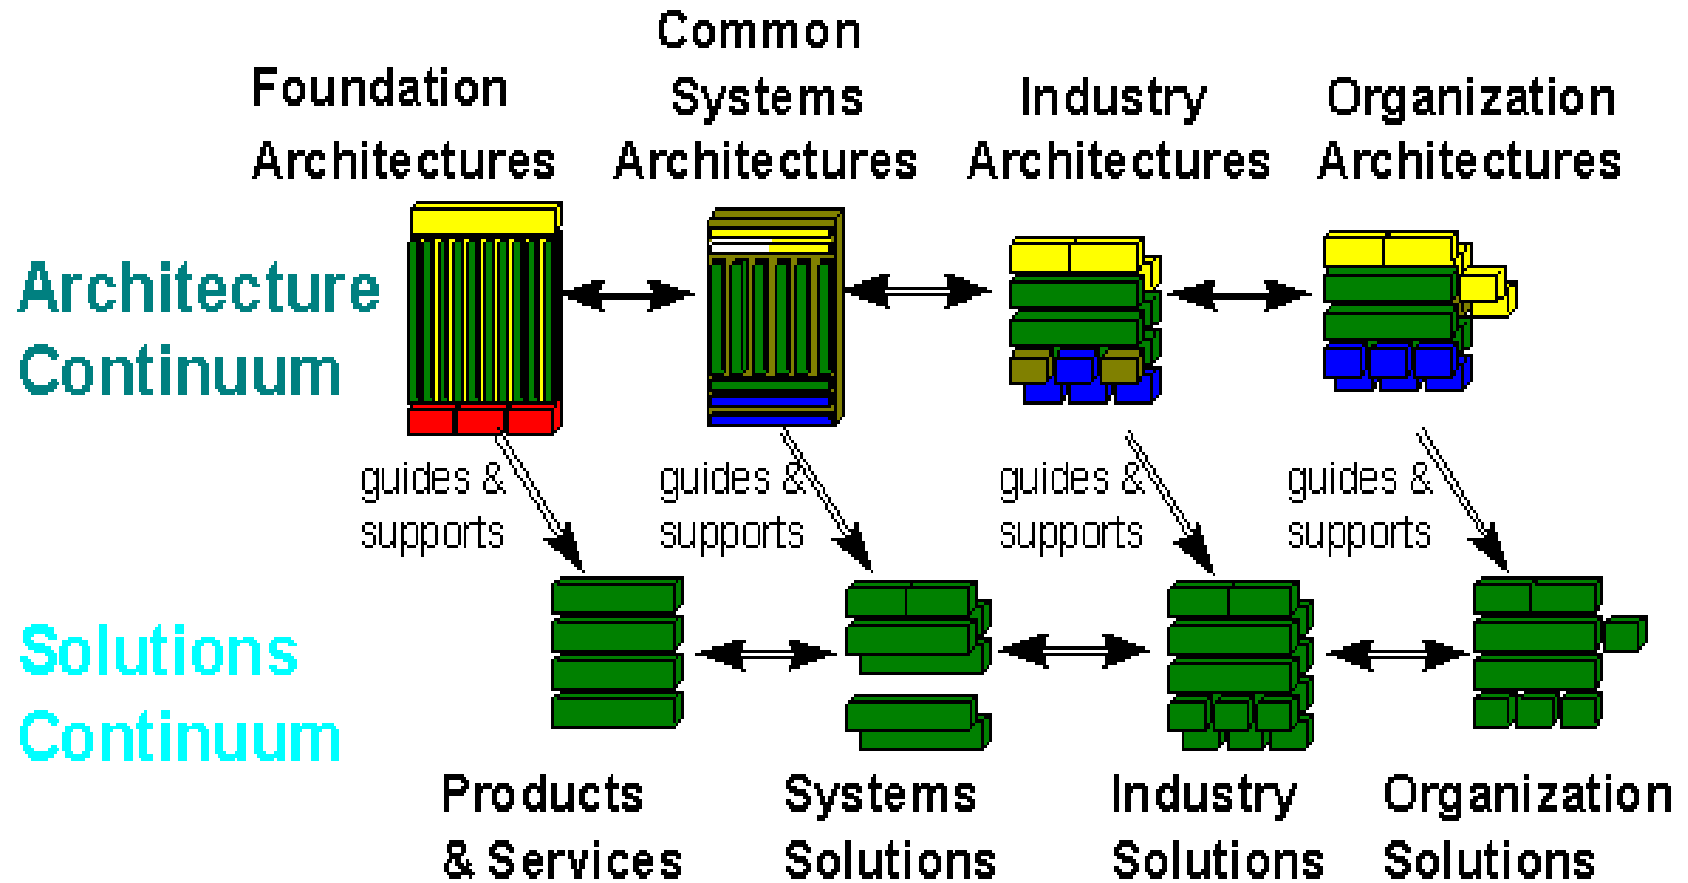 Foundation
Architectures
Common
Systems
Architectures
Industry
Architectures
Organization
Architectures
Architecture
Continuum
guides &
supports
guides &
supports
guides &
supports
guides &
supports
Solutions
Continuum
Products
& Services
Systems
Solutions
Industry
Solutions
Organization
Solutions